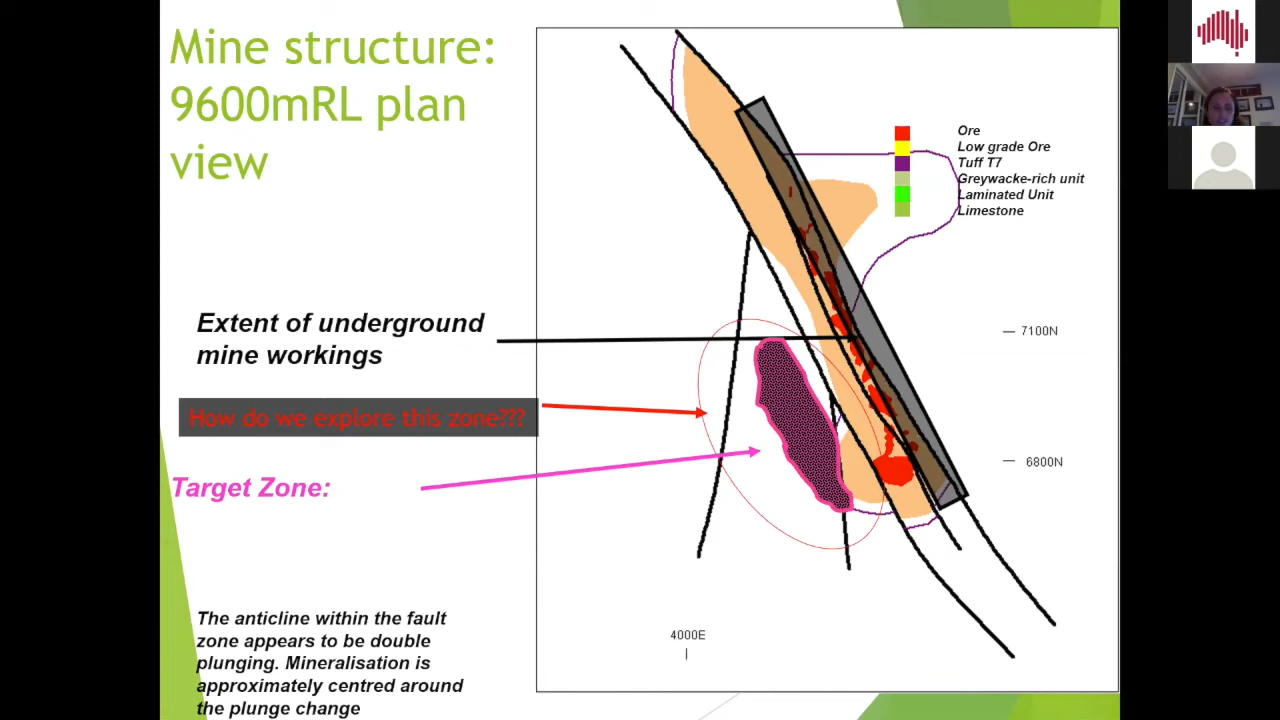 Mine structure:
9600mRL plan
view
Ore
Low grade Ore
Tuff T7
Greywacke-rich unit
Laminated Unit
Limestone
Extent of underground
mine workings
7100N
How do we explore this zone???
6800N
Target Zone:
The anticline within the fault
zone appears to be double
plunging. Mineralisation is
approximately centred around
the plunge change
4000E